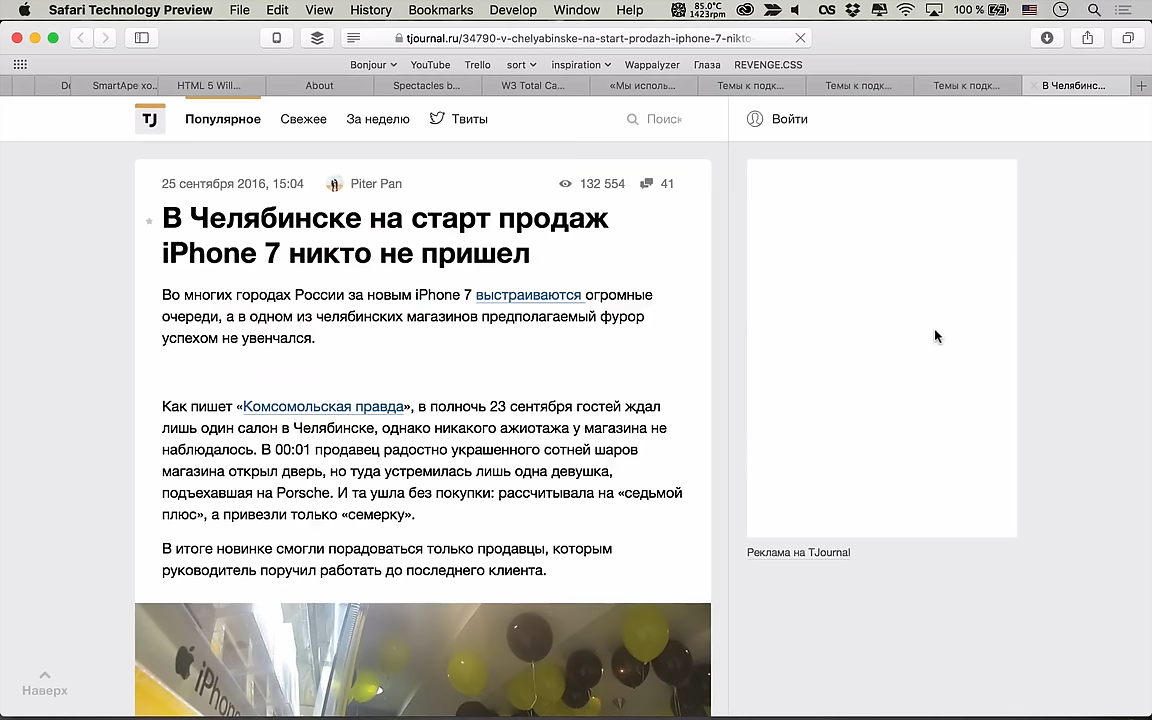 Safari Technology Preview File Edit View History Bookmarks Develop Window Help 85.0°C 1423rpm 100 %
tjournal.ru/34790-v-chelyabinske-na-start-prodazh-iphone-7-nikto-
Bonjour YouTube Trello sort inspiration Wappalyzer Глаза REVENGE.CSS
SmartApe xo... HTML 5 Will... About Spectacles b... W3 Total Ca... «Мы исполь... Темы к подк... Темы к подк... Темы к подк... В Челябинс...
TJ Популярное Свежее За неделю Твиты Поиск Войти
25 сентября 2016, 15:04 Piter Pan 132 554 41
В Челябинске на старт продаж
iPhone 7 никто не пришел
Во многих городах России за новым iPhone 7 выстраиваются огромные
очереди, а в одном из челябинских магазинов предполагаемый фурор
успехом не увенчался.
Как пишет «Комсомольская правда», в полночь 23 сентября гостей ждал
лишь один салон в Челябинске, однако никакого ажиотажа у магазина не
наблюдалось. В 00:01 продавец радостно украшенного сотней шаров
магазина открыл дверь, но туда устремилась лишь одна девушка,
подъехавшая на Porsche. И та ушла без покупки: рассчитывала на «седьмой
плюс», а привезли только «семерку».
В итоге новинке смогли порадоваться только продавцы, которым
руководитель поручил работать до последнего клиента.
Реклама на TJournal
iPhone
Наверх